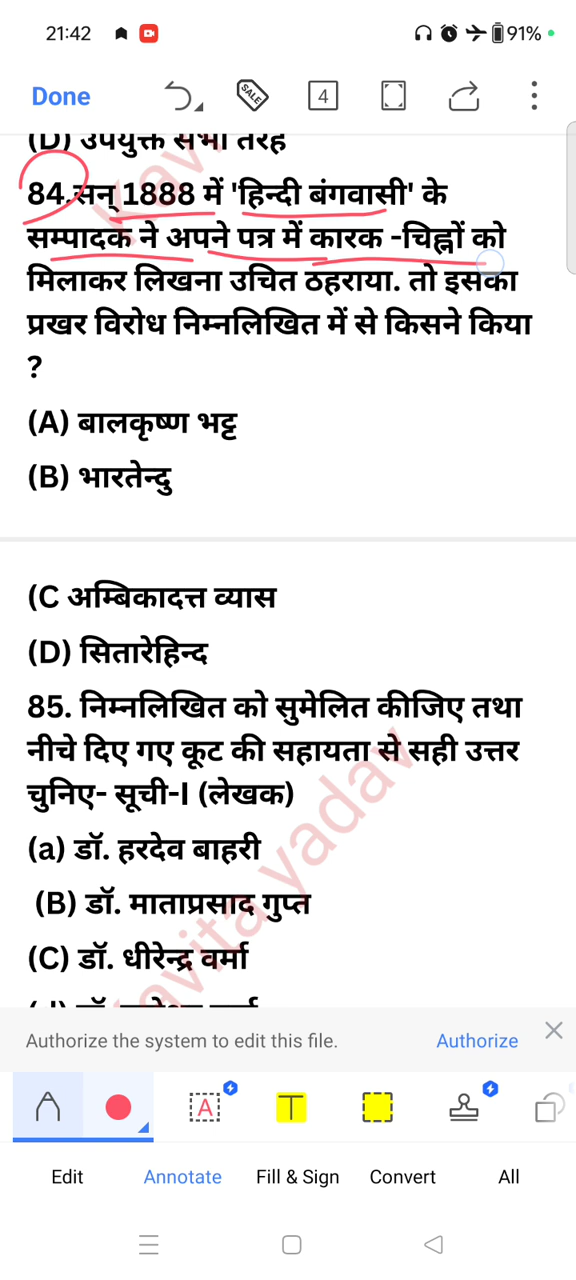 21:42
91%
Done
SALE
4
(D) उपर्युक्त सभी तरह
84.सन् 1888 में 'हिन्दी बंगवासी' के
सम्पादक ने अपने पत्र में कारक -चिह्नों को
मिलाकर लिखना उचित ठहराया. तो इसका
प्रखर विरोध निम्नलिखित में से किसने किया
?
(A) बालकृष्ण भट्ट
(B) भारतेन्दु
(C अम्बिकादत्त व्यास
(D) सितारेहिन्द
85. निम्नलिखित को सुमेलित कीजिए तथा
नीचे दिए गए कूट की सहायता से सही उत्तर
चुनिए- सूची-I (लेखक)
(a) डॉ. हरदेव बाहरी
(B) डॉ. माताप्रसाद गुप्त
(C) डॉ. धीरेन्द्र वर्मा
Kavita yadav
Authorize the system to edit this file.
Authorize
A
T
Edit
Annotate
Fill & Sign
Convert
All